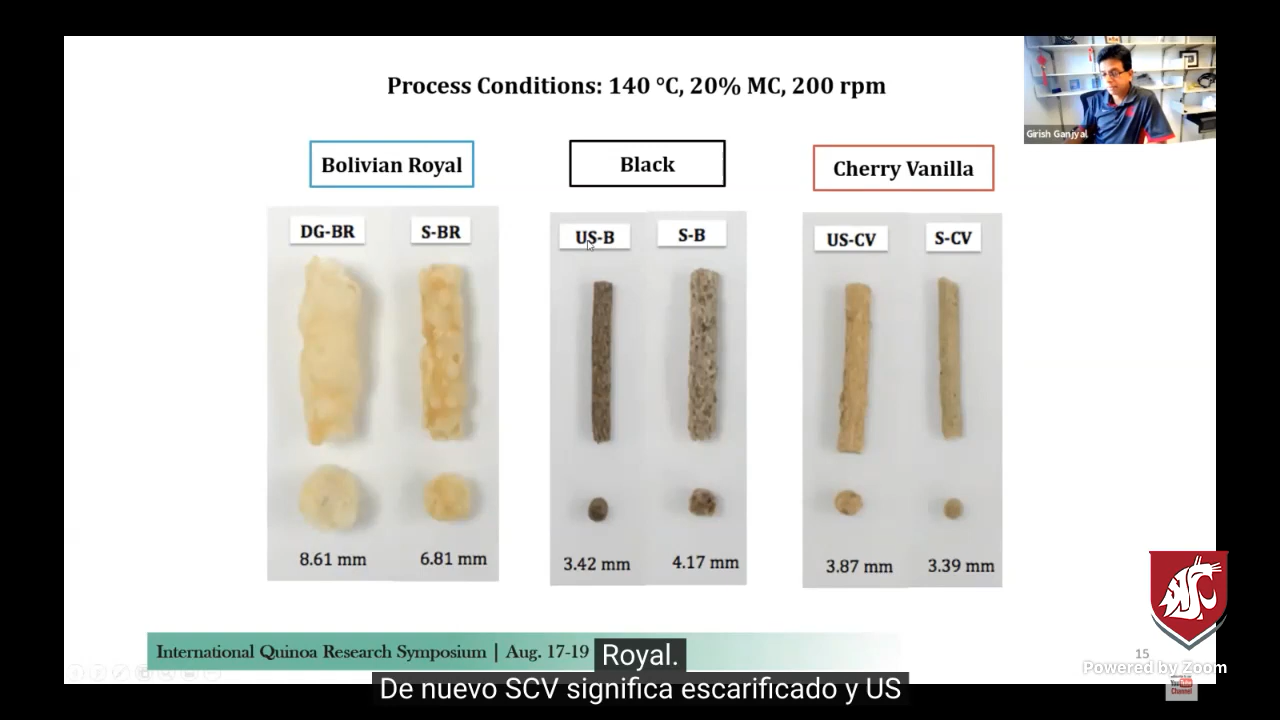 Process Conditions: 140 °C, 20% MC, 200 rpm
Girish Ganjyal
Bolivian Royal
Black
Cherry Vanilla
DG-BR
S-BR
US-B
S-B
US-CV
S-CV
8.61 mm
6.81 mm
3.42 mm
4.17 mm
3.87 mm
3.39 mm
International Quinoa Research Symposium | Aug. 17-19
15
Royal.
De nuevo SCV significa escarificado y US
Powered by Zoom
YouTube
Channel